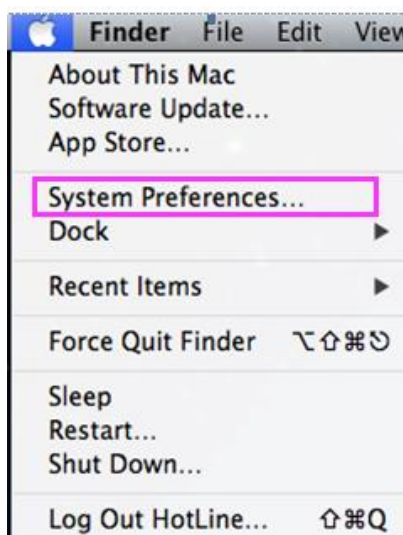 Finder File Edit View
About This Mac
Software Update...
App Store...
System Preferences...
Dock
Recent Items
Force Quit Finder ⌥⇧⌘⎋
Sleep
Restart...
Shut Down...
Log Out HotLine... ⇧⌘Q